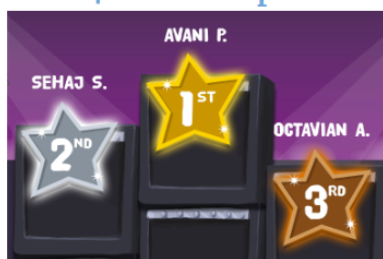 AVANI P.
1ST
SEHAJ S.
2ND
OCTAVIAN A.
3RD